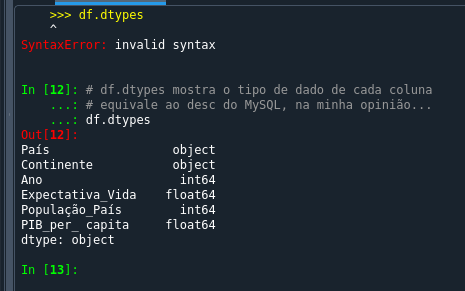 >>> df.dtypes
^
SyntaxError: invalid syntax
In [12]: # df.dtypes mostra o tipo de dado de cada coluna
...: # equivale ao desc do MySQL, na minha opinião...
...: df.dtypes
Out[12]:
País object
Continente object
Ano int64
Expectativa_Vida float64
População_País int64
PIB_per_ capita float64
dtype: object
In [13]: